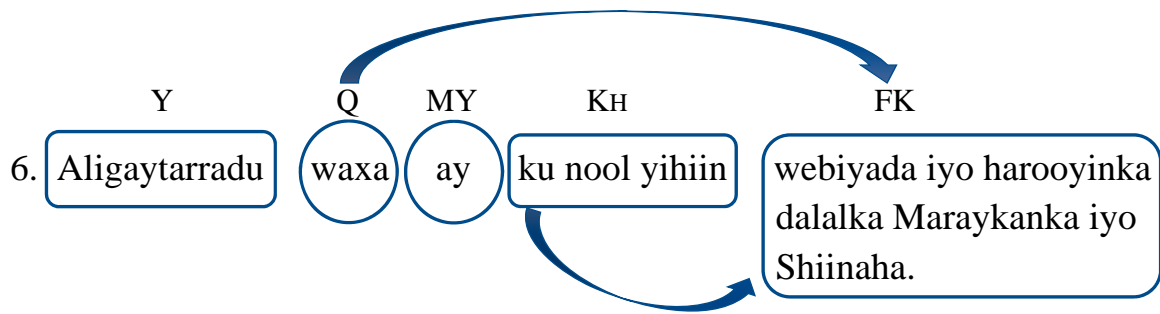 Y Q MY KH FK
6. Aligaytarradu waxa ay ku nool yihiin webiyada iyo harooyinka
dalalka Maraykanka iyo
Shiinaha.